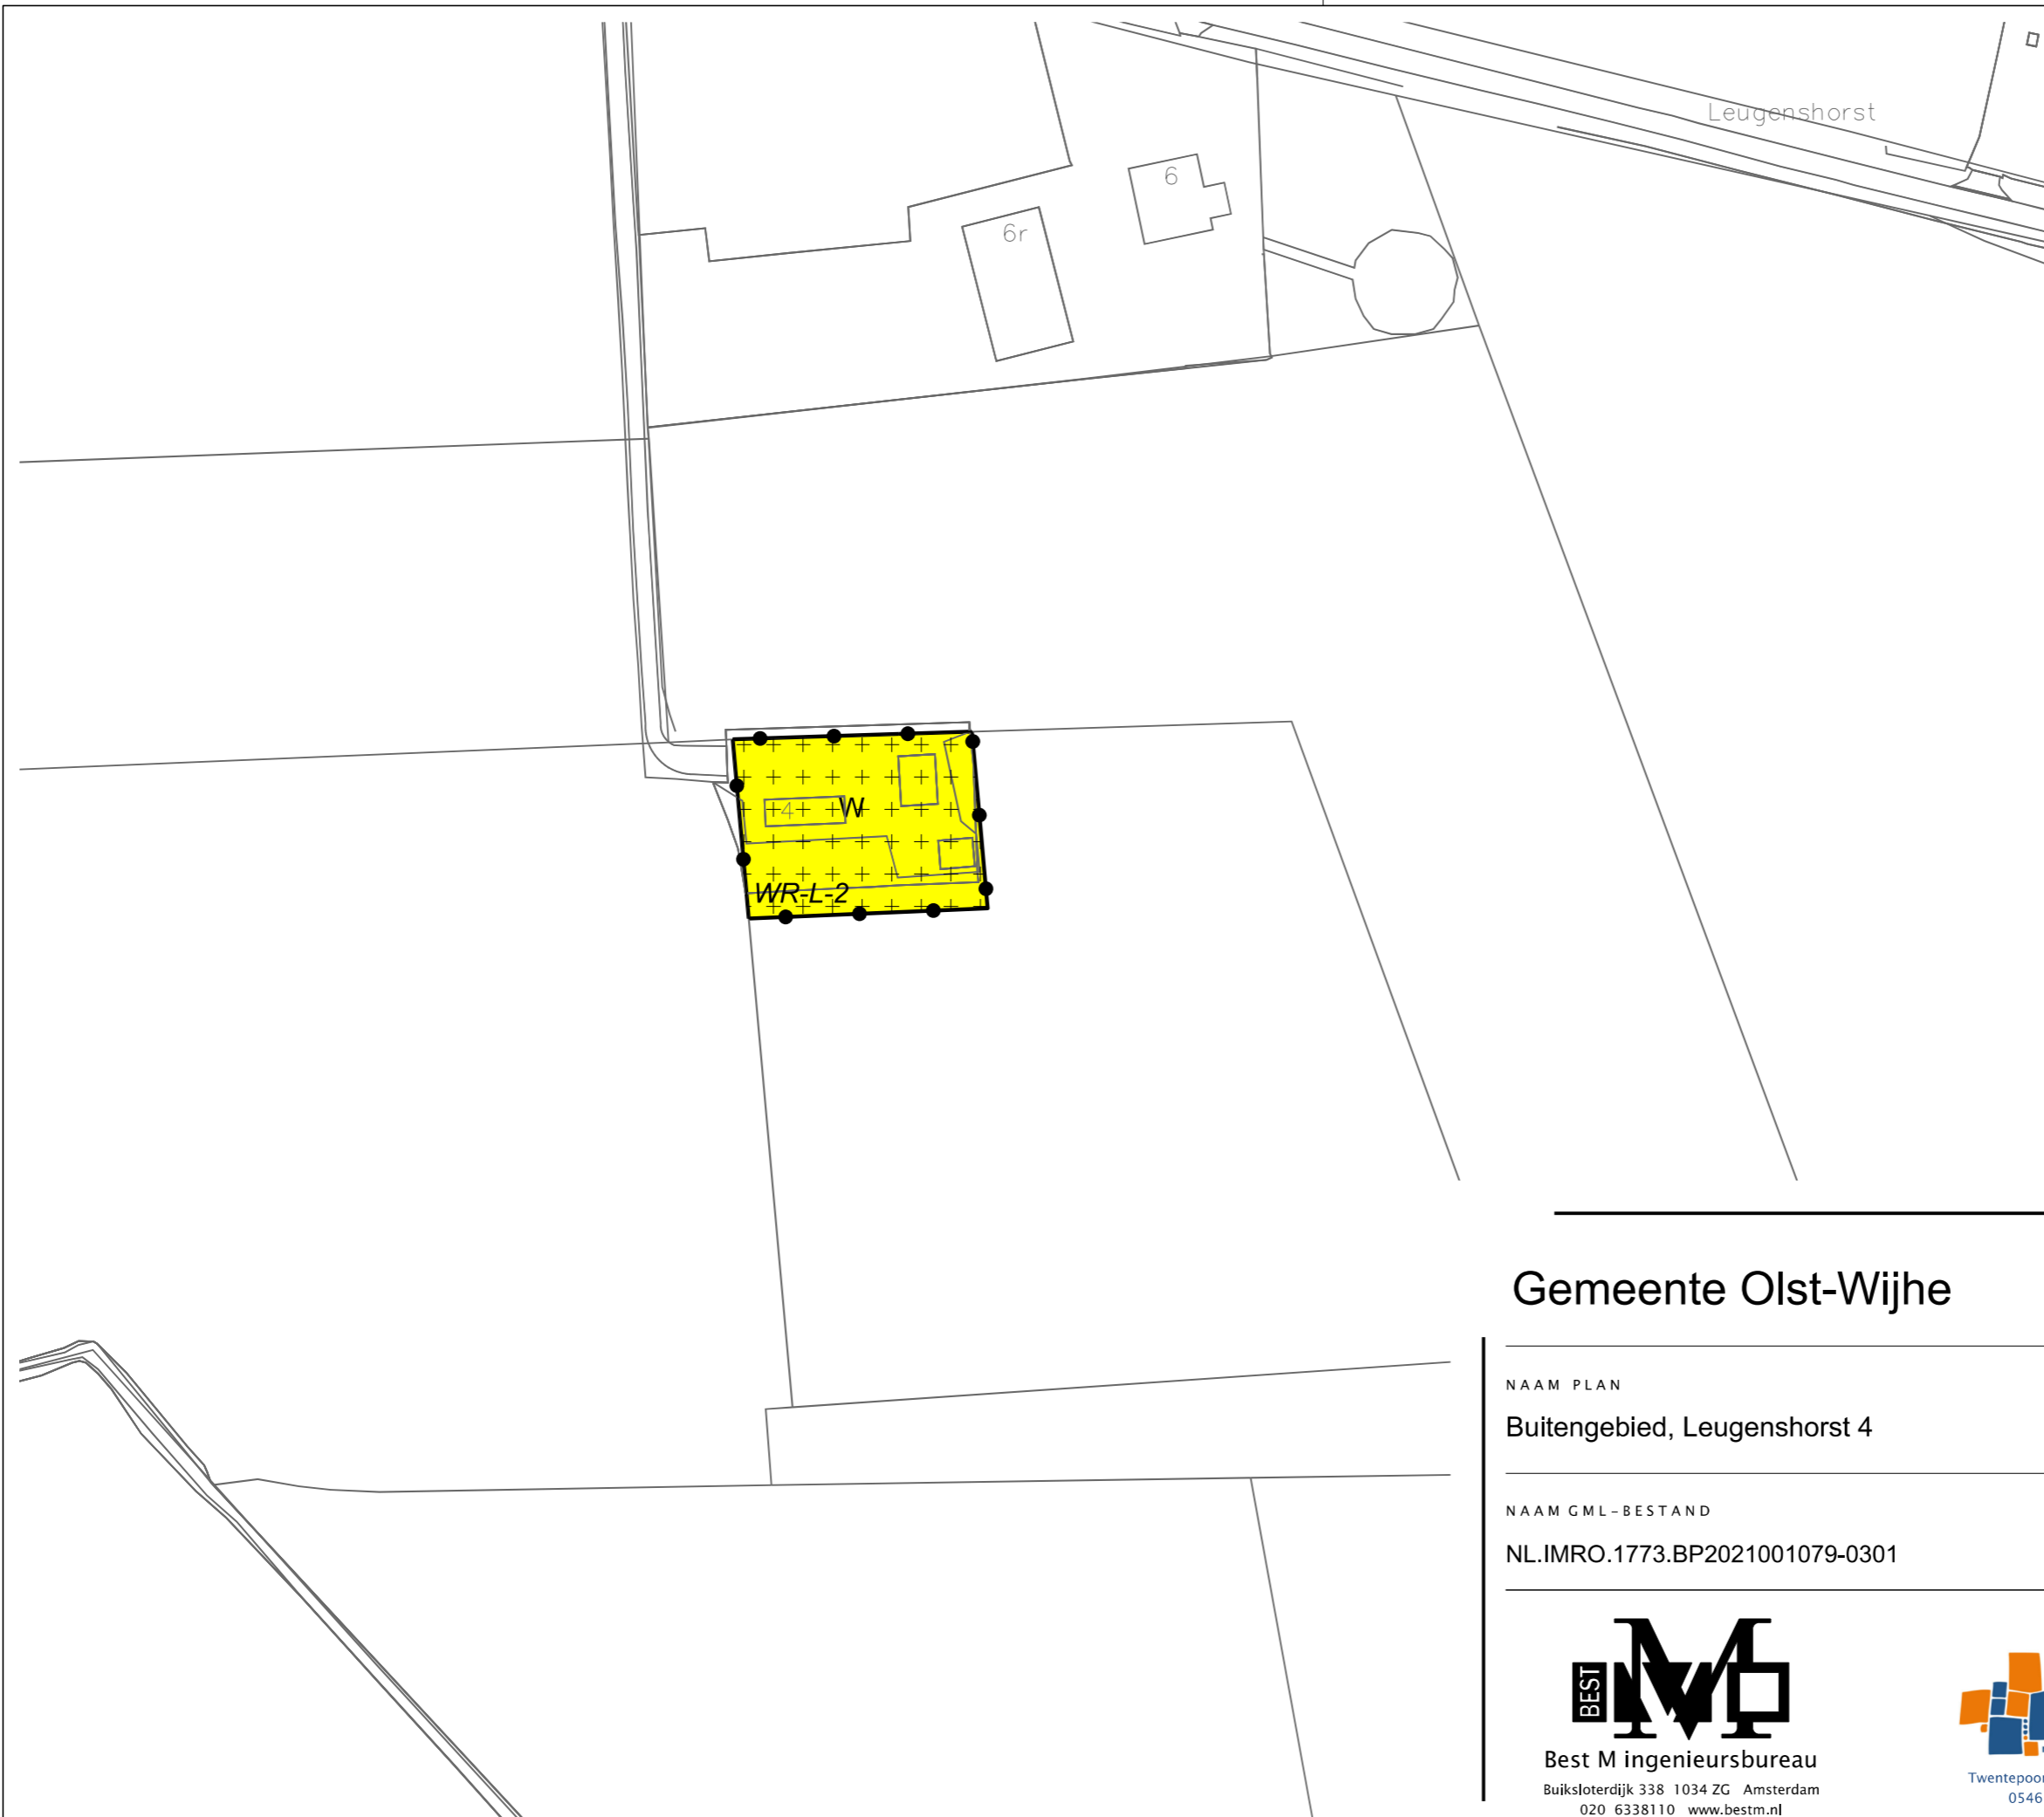 Leugenshorst
6
6r
4
W
WR-L-2
Gemeente Olst-Wijhe
NAAM PLAN
Buitengebied, Leugenshorst 4
NAAM GML-BESTAND
NL.IMRO.1773.BP2021001079-0301
BEST
M
Best M ingenieursbureau
Buiksloterdijk 338 1034 ZG Amsterdam
020 6338110 www.bestm.nl
0546